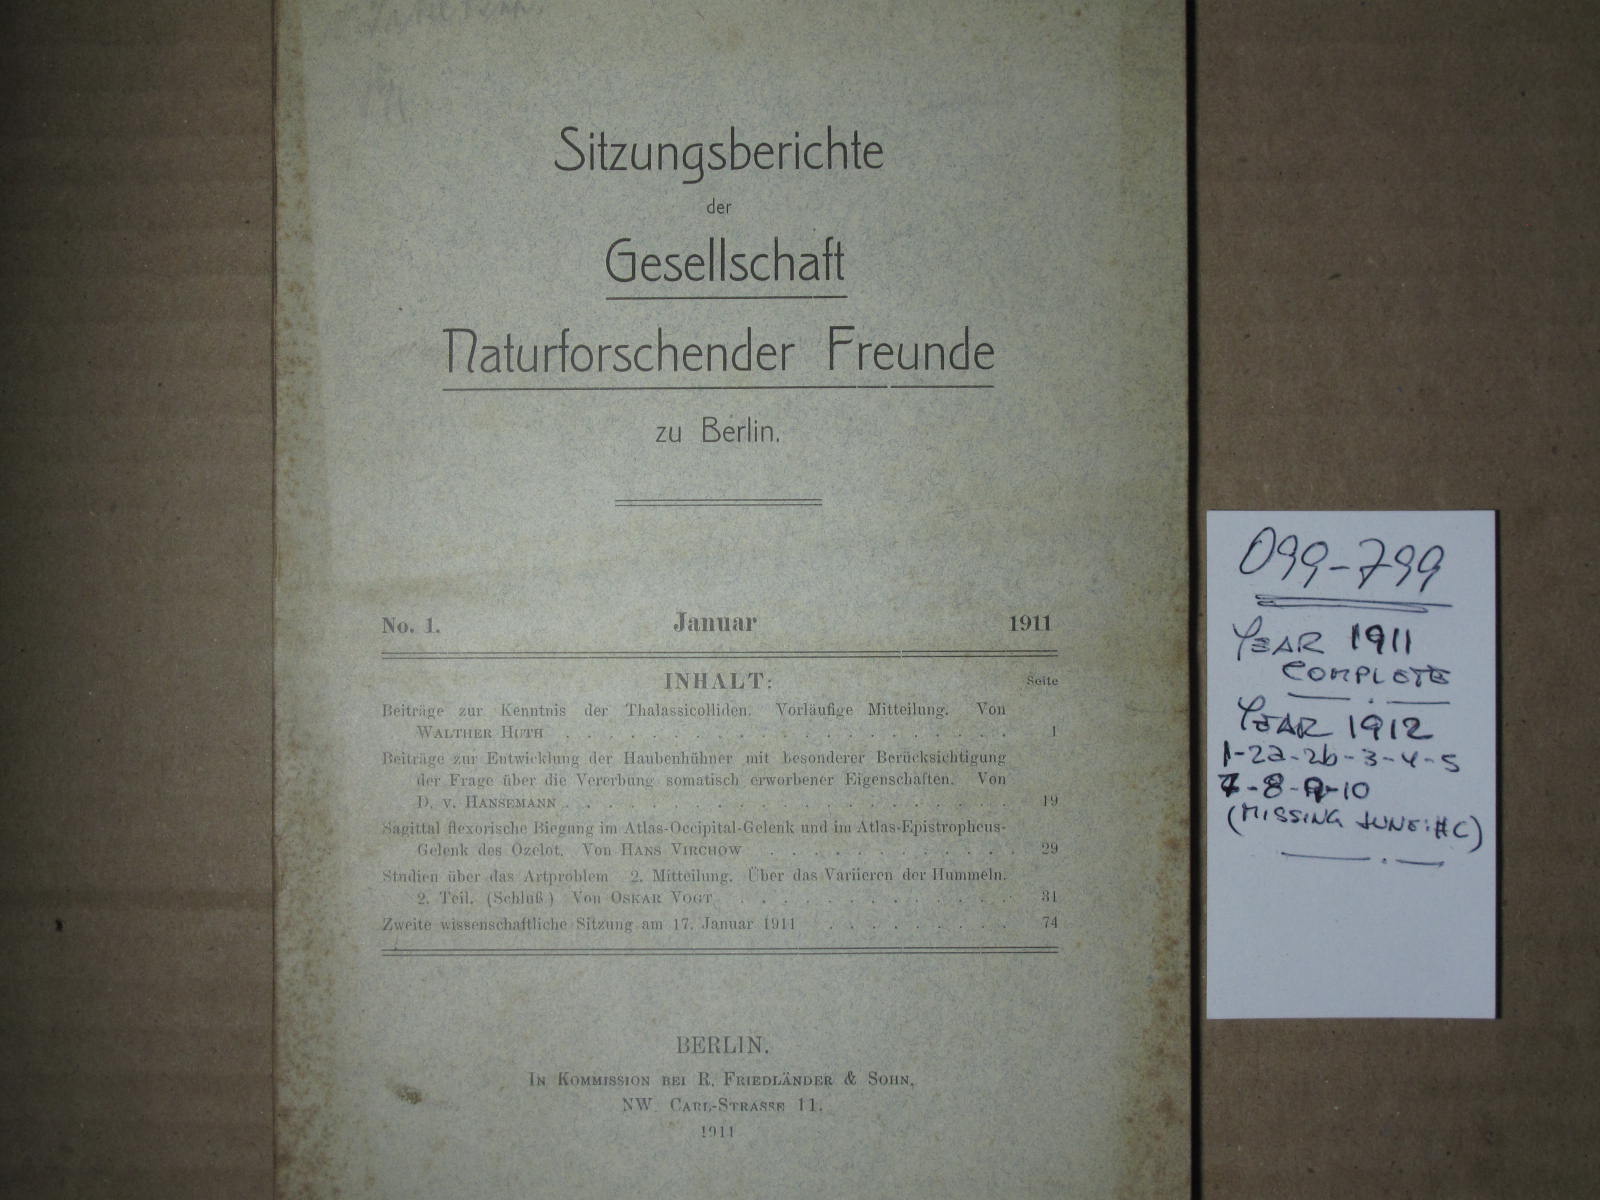 Sitzungsberichte
der
Gesellschaft
Naturforschender Freunde
zu Berlin.
No. 1. Januar 1911
INHALT: Seite
Beiträge zur Kenntnis der Thalassicolliden. Vorläufige Mitteilung. Von
WALTHER HUTH . . . . . . . . . . . . . . . . 1
Beiträge zur Entwicklung der Haubenhühner mit besonderer Berücksichtigung
der Frage über die Vererbung somatisch erworbener Eigenschaften. Von
D. v. HANSEMANN . . . . . . . . . . . . . . . . 19
Sagittal flexorische Biegung im Atlas-Occipital-Gelenk und im Atlas-Epistropheus-
Gelenk des Ozelot. Von HANS VIRCHOW . . . . . . . . . . 29
Studien über das Artproblem 2. Mitteilung. Über das Variieren der Hummeln.
2. Teil. (Schluß) Von OSKAR VOGT . . . . . . . . . . . 31
Zweite wissenschaftliche Sitzung am 17. Januar 1911 . . . . . . . . 74
BERLIN.
IN KOMMISSION BEI R. FRIEDLÄNDER & SOHN,
NW. CARL-STRASSE 11.
1911
099-799
YEAR 1911
COMPLETE
YEAR 1912
1-2a-2b-3-4-5
7-8-9-10
(MISSING JUNE:#C)